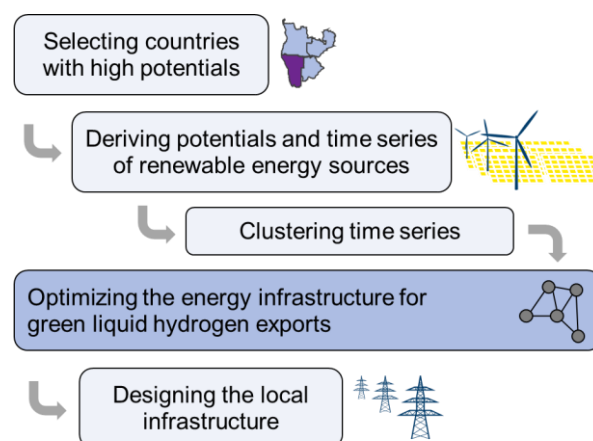 Selecting countries
with high potentials
Deriving potentials and time series
of renewable energy sources
Clustering time series
Optimizing the energy infrastructure for
green liquid hydrogen exports
Designing the local
infrastructure